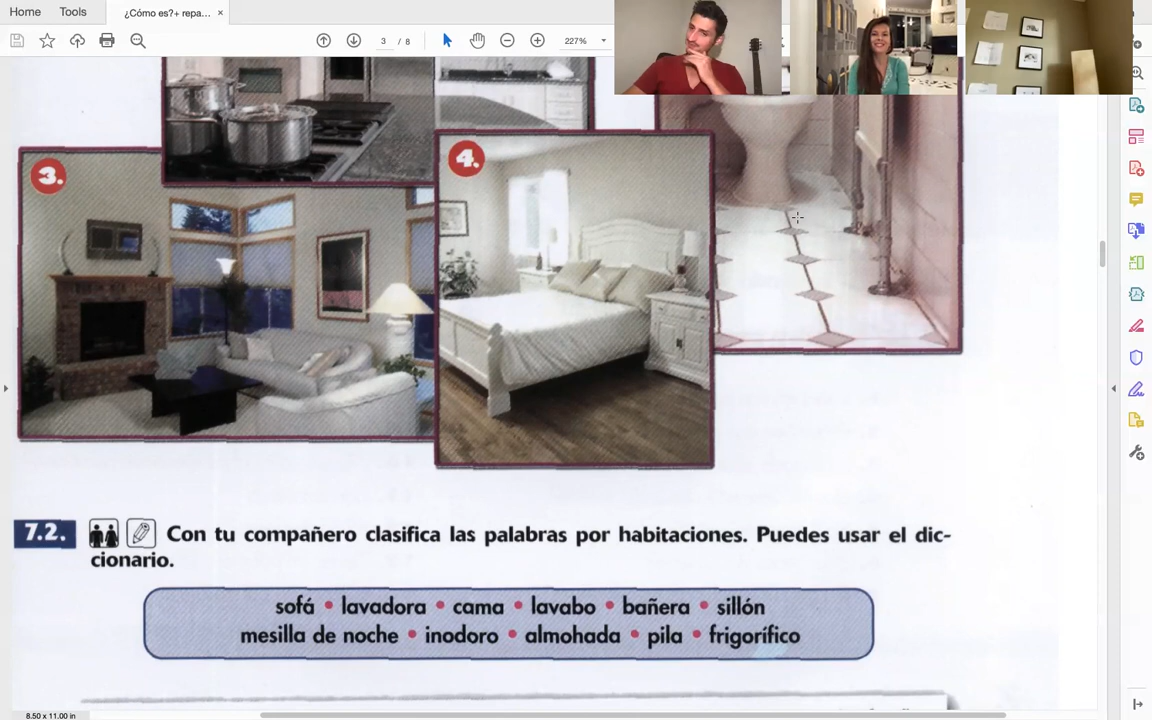 Home Tools ¿Cómo es?+ repa... ×
3 / 8 227%
3.
4.
7.2. Con tu compañero clasifica las palabras por habitaciones. Puedes usar el dic-
cionario.
sofá • lavadora • cama • lavabo • bañera • sillón
mesilla de noche • inodoro • almohada • pila • frigorífico
8.50 x 11.00 in